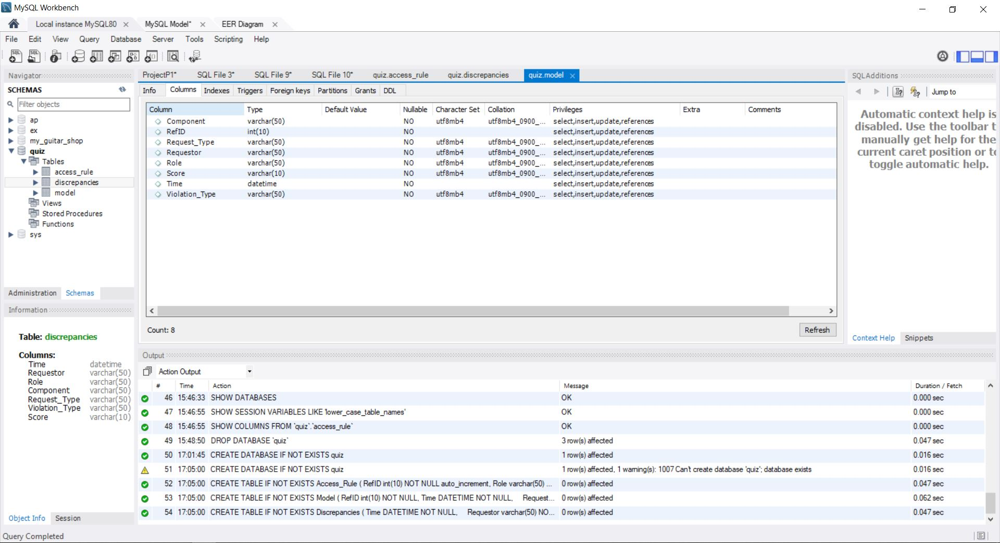 MySQL Workbench
Local instance MySQL80
MySQL Model*
EER Diagram
File Edit View Query Database Server Tools Scripting Help
Navigator
SCHEMAS
Filter objects
ap
ex
my_guitar_shop
quiz
Tables
access_rule
discrepancies
model
Views
Stored Procedures
Functions
sys
Administration Schemas
Information
Table: discrepancies
Columns:
Time datetime
Requestor varchar(50)
Role varchar(50)
Component varchar(50)
Request_Type varchar(50)
Violation_Type varchar(50)
Score varchar(10)
Object Info Session
Query Completed
ProjectP1* SQL File 3* SQL File 9* SQL File 10* quiz.access_rule quiz.discrepancies quiz.model
Info Columns Indexes Triggers Foreign keys Partitions Grants DDL
Column Type Default Value Nullable Character Set Collation Privileges Extra Comments
Component varchar(50) NO utf8mb4 utf8mb4_0900_... select,insert,update,references
RefID int(10) NO select,insert,update,references
Request_Type varchar(50) NO utf8mb4 utf8mb4_0900_... select,insert,update,references
Requestor varchar(50) NO utf8mb4 utf8mb4_0900_... select,insert,update,references
Role varchar(50) NO utf8mb4 utf8mb4_0900_... select,insert,update,references
Score varchar(10) NO utf8mb4 utf8mb4_0900_... select,insert,update,references
Time datetime NO select,insert,update,references
Violation_Type varchar(50) NO utf8mb4 utf8mb4_0900_... select,insert,update,references
Count: 8
Refresh
Output
Action Output
# Time Action Message Duration / Fetch
46 15:46:33 SHOW DATABASES OK 0.000 sec
47 15:46:55 SHOW SESSION VARIABLES LIKE 'lower_case_table_names' OK 0.000 sec
48 15:46:55 SHOW COLUMNS FROM `quiz`.`access_rule` OK 0.000 sec
49 15:48:50 DROP DATABASE `quiz` 3 row(s) affected 0.047 sec
50 17:01:45 CREATE DATABASE IF NOT EXISTS quiz 1 row(s) affected 0.016 sec
51 17:05:00 CREATE DATABASE IF NOT EXISTS quiz 1 row(s) affected, 1 warning(s): 1007 Can't create database 'quiz'; database exists 0.016 sec
52 17:05:00 CREATE TABLE IF NOT EXISTS Access_Rule ( RefID int(10) NOT NULL auto_increment, Role varchar(50) ... 0 row(s) affected 0.047 sec
53 17:05:00 CREATE TABLE IF NOT EXISTS Model ( RefID int(10) NOT NULL, Time DATETIME NOT NULL, Request... 0 row(s) affected 0.062 sec
54 17:05:00 CREATE TABLE IF NOT EXISTS Discrepancies ( Time DATETIME NOT NULL, Requestor varchar(50) NO... 0 row(s) affected 0.047 sec
SQLAdditions
Jump to
Automatic context help is
disabled. Use the toolbar t
manually get help for the
current caret position or to
toggle automatic help.
Context Help Snippets